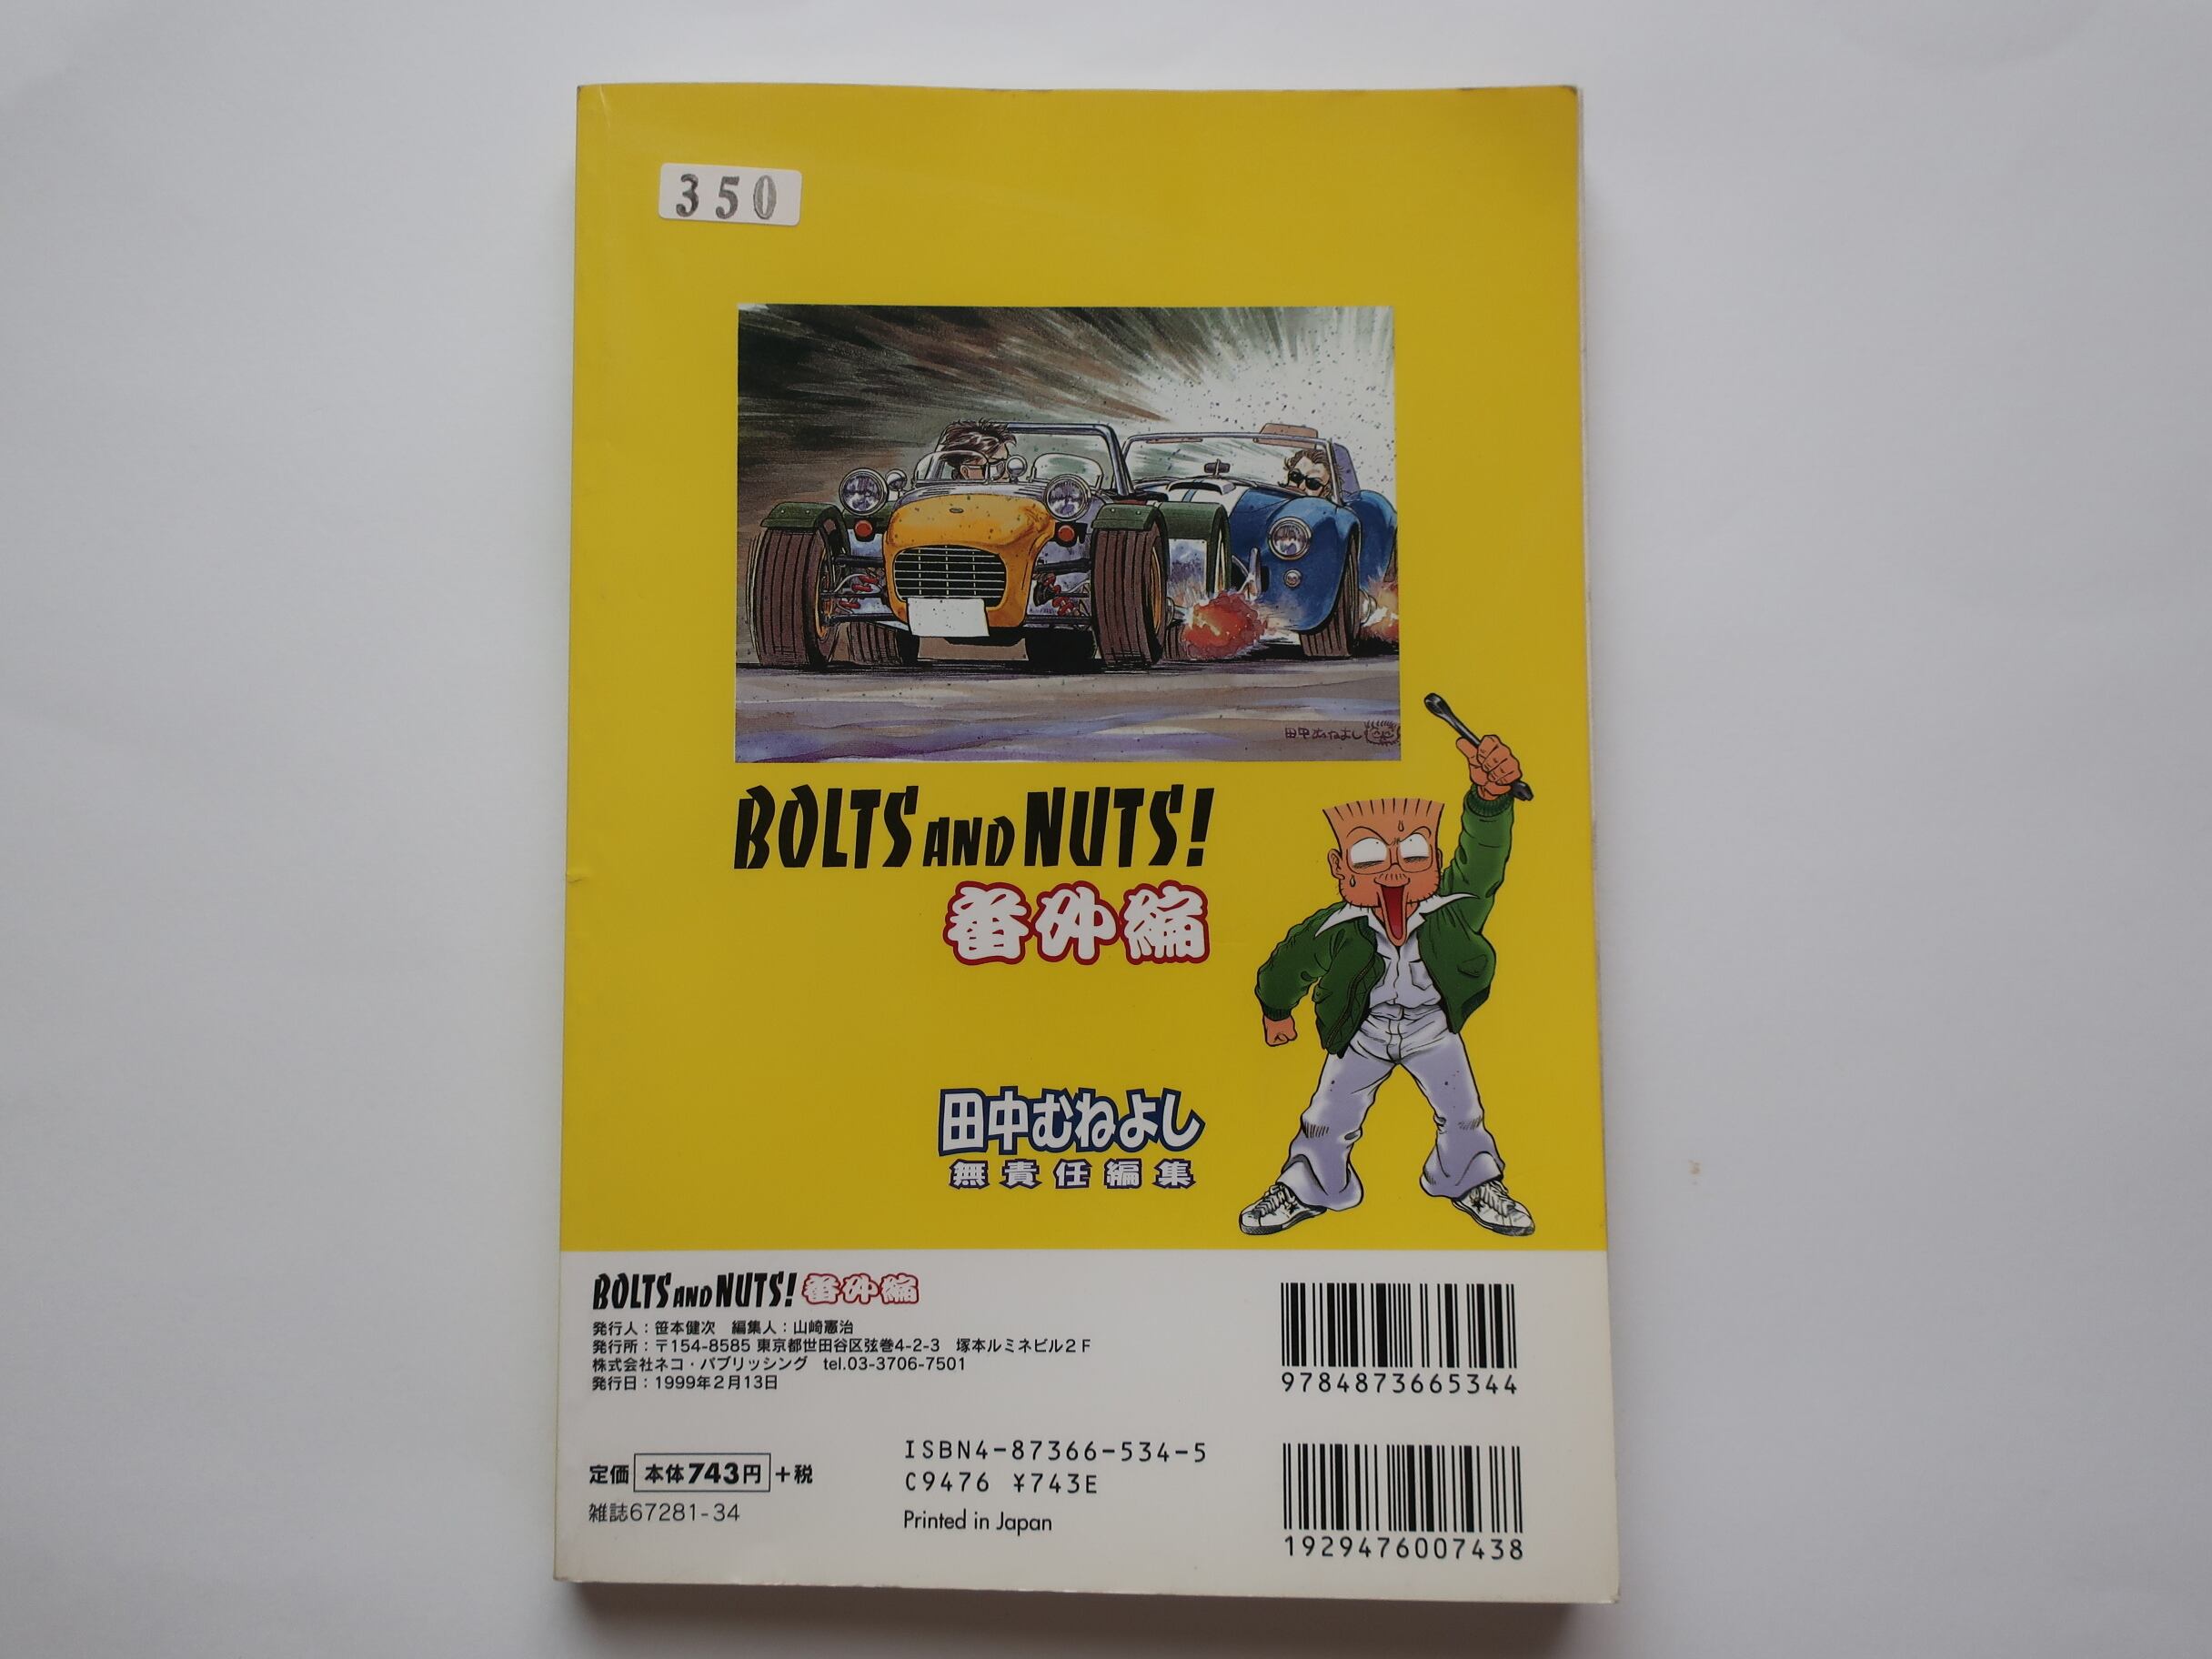 350
田中むねよし
BOLTS AND NUTS!
番外編
田中むねよし
無責任編集
BOLTS AND NUTS! 番外編
発行人：笹本健次　編集人：山崎憲治
発行所：〒154-8585 東京都世田谷区弦巻4-2-3　塚本ルミネビル2F
株式会社ネコ・パブリッシング　tel.03-3706-7501
発行日：1999年2月13日
9784873665344
定価 本体743円＋税
雑誌67281-34
ISBN4-87366-534-5
C9476 ¥743E
Printed in Japan
1929476007438